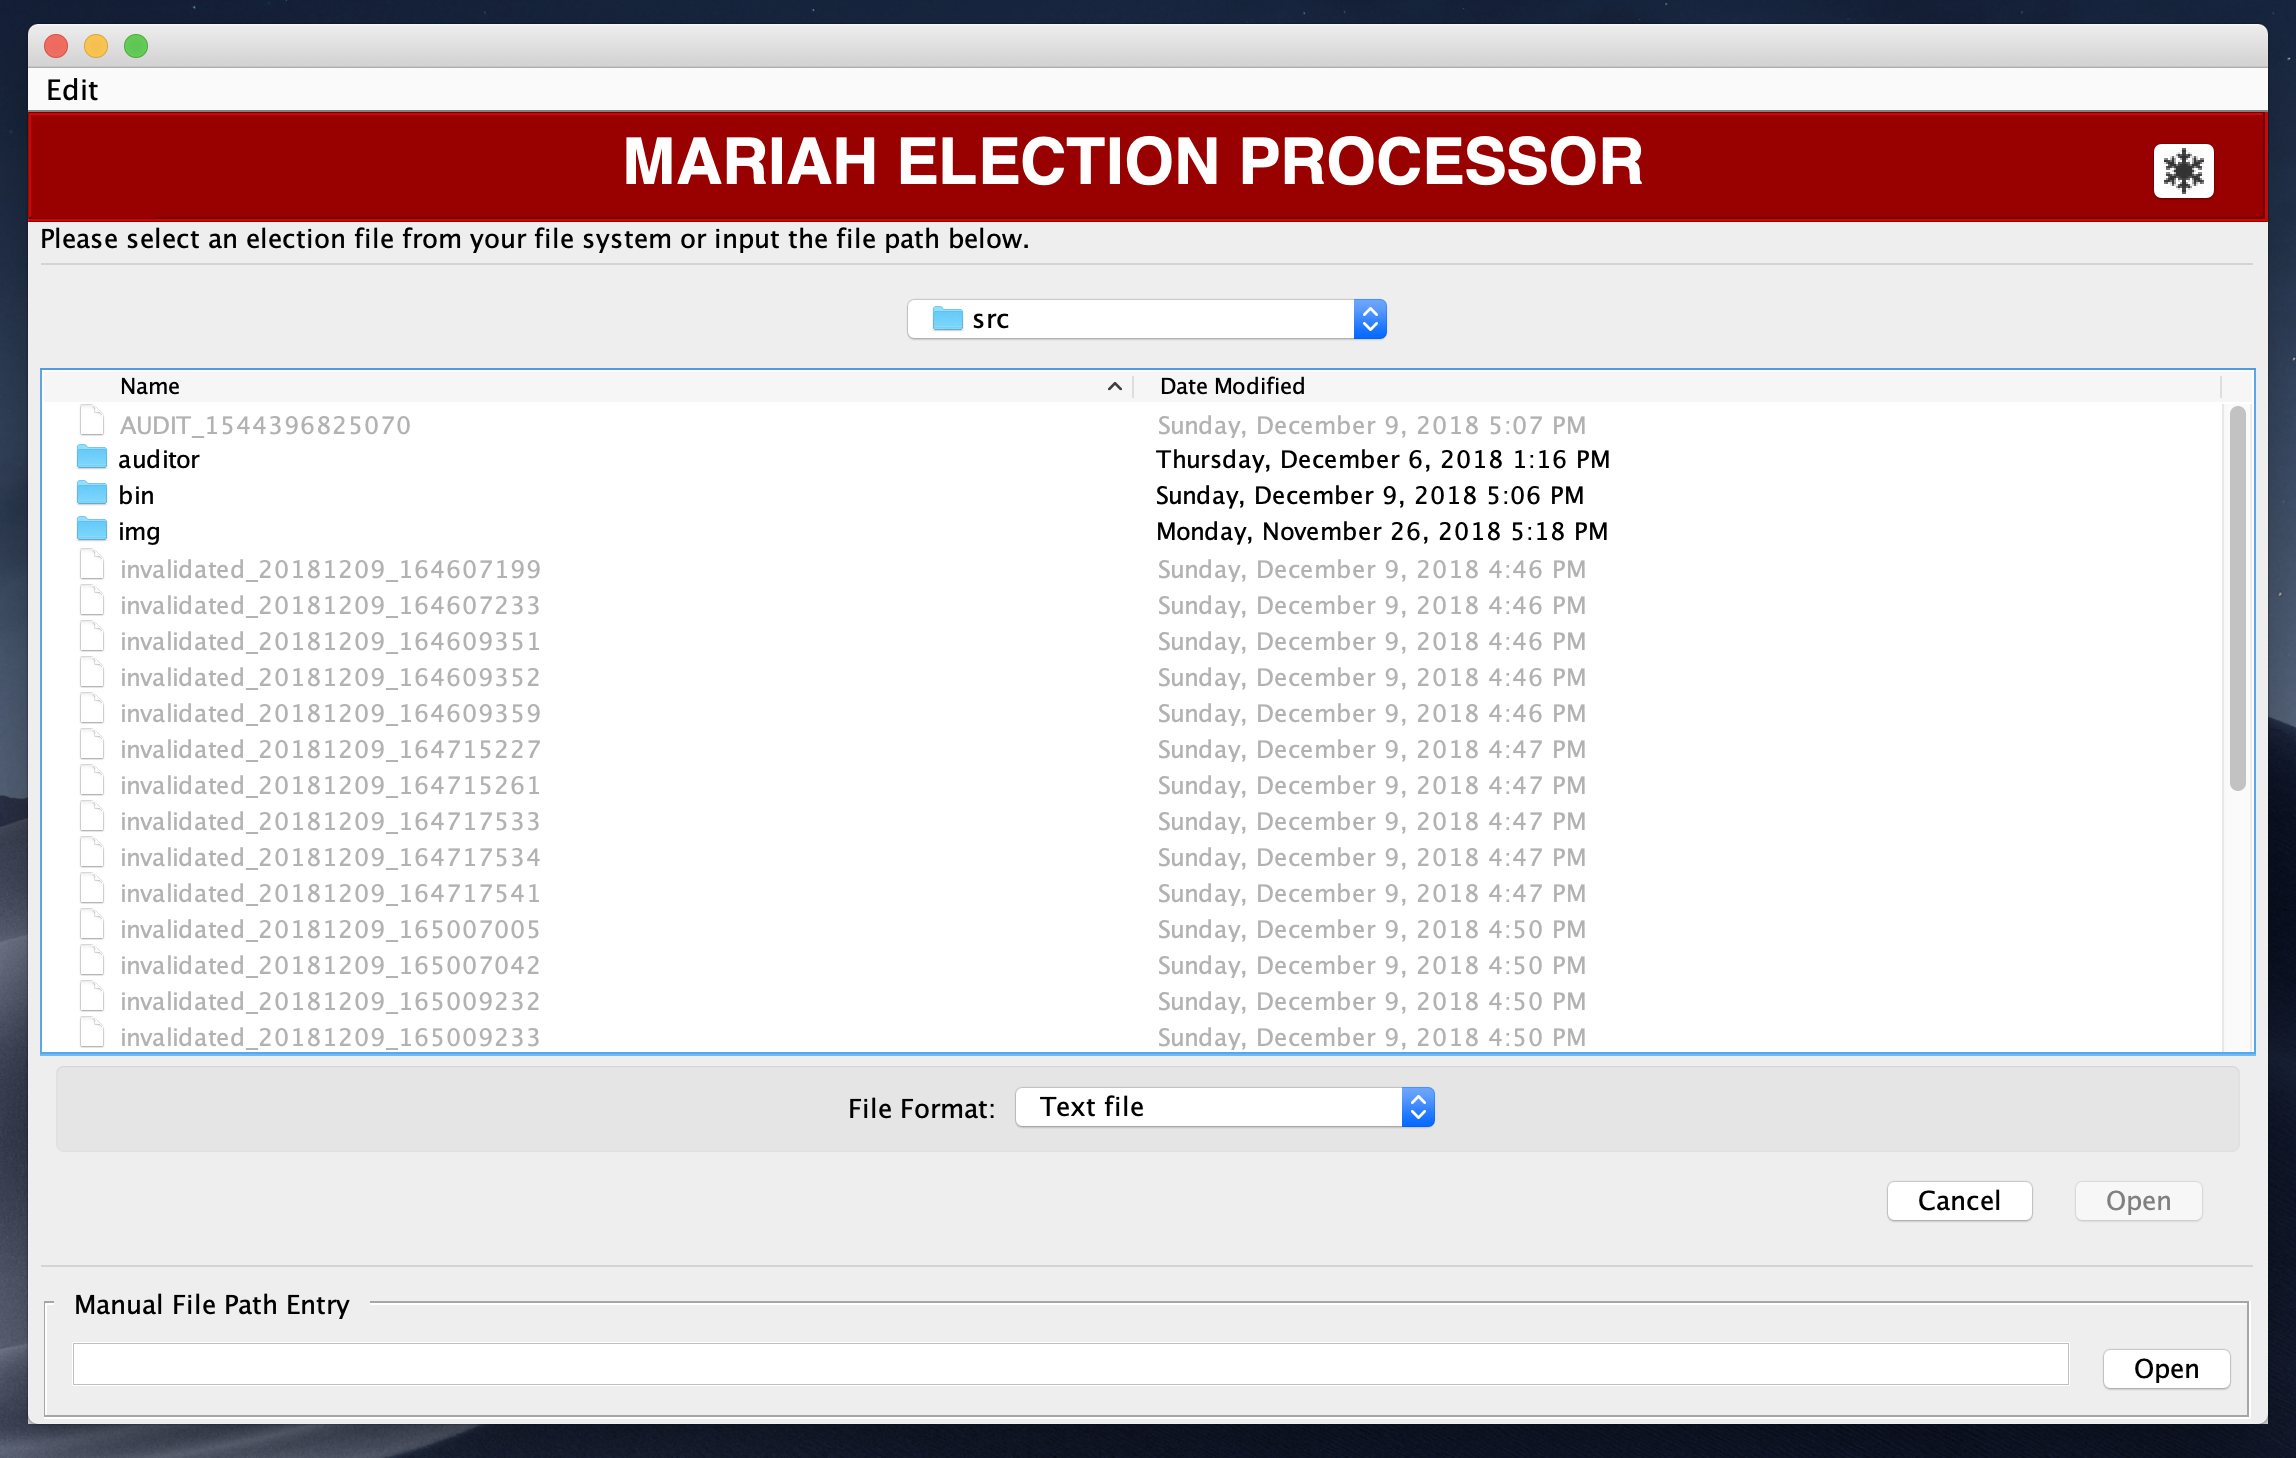 Edit
MARIAH ELECTION PROCESSOR
Please select an election file from your file system or input the file path below.
src
Name Date Modified
AUDIT_1544396825070 Sunday, December 9, 2018 5:07 PM
auditor Thursday, December 6, 2018 1:16 PM
bin Sunday, December 9, 2018 5:06 PM
img Monday, November 26, 2018 5:18 PM
invalidated_20181209_164607199 Sunday, December 9, 2018 4:46 PM
invalidated_20181209_164607233 Sunday, December 9, 2018 4:46 PM
invalidated_20181209_164609351 Sunday, December 9, 2018 4:46 PM
invalidated_20181209_164609352 Sunday, December 9, 2018 4:46 PM
invalidated_20181209_164609359 Sunday, December 9, 2018 4:46 PM
invalidated_20181209_164715227 Sunday, December 9, 2018 4:47 PM
invalidated_20181209_164715261 Sunday, December 9, 2018 4:47 PM
invalidated_20181209_164717533 Sunday, December 9, 2018 4:47 PM
invalidated_20181209_164717534 Sunday, December 9, 2018 4:47 PM
invalidated_20181209_164717541 Sunday, December 9, 2018 4:47 PM
invalidated_20181209_165007005 Sunday, December 9, 2018 4:50 PM
invalidated_20181209_165007042 Sunday, December 9, 2018 4:50 PM
invalidated_20181209_165009232 Sunday, December 9, 2018 4:50 PM
invalidated_20181209_165009233 Sunday, December 9, 2018 4:50 PM
File Format: Text file
Cancel Open
Manual File Path Entry
Open